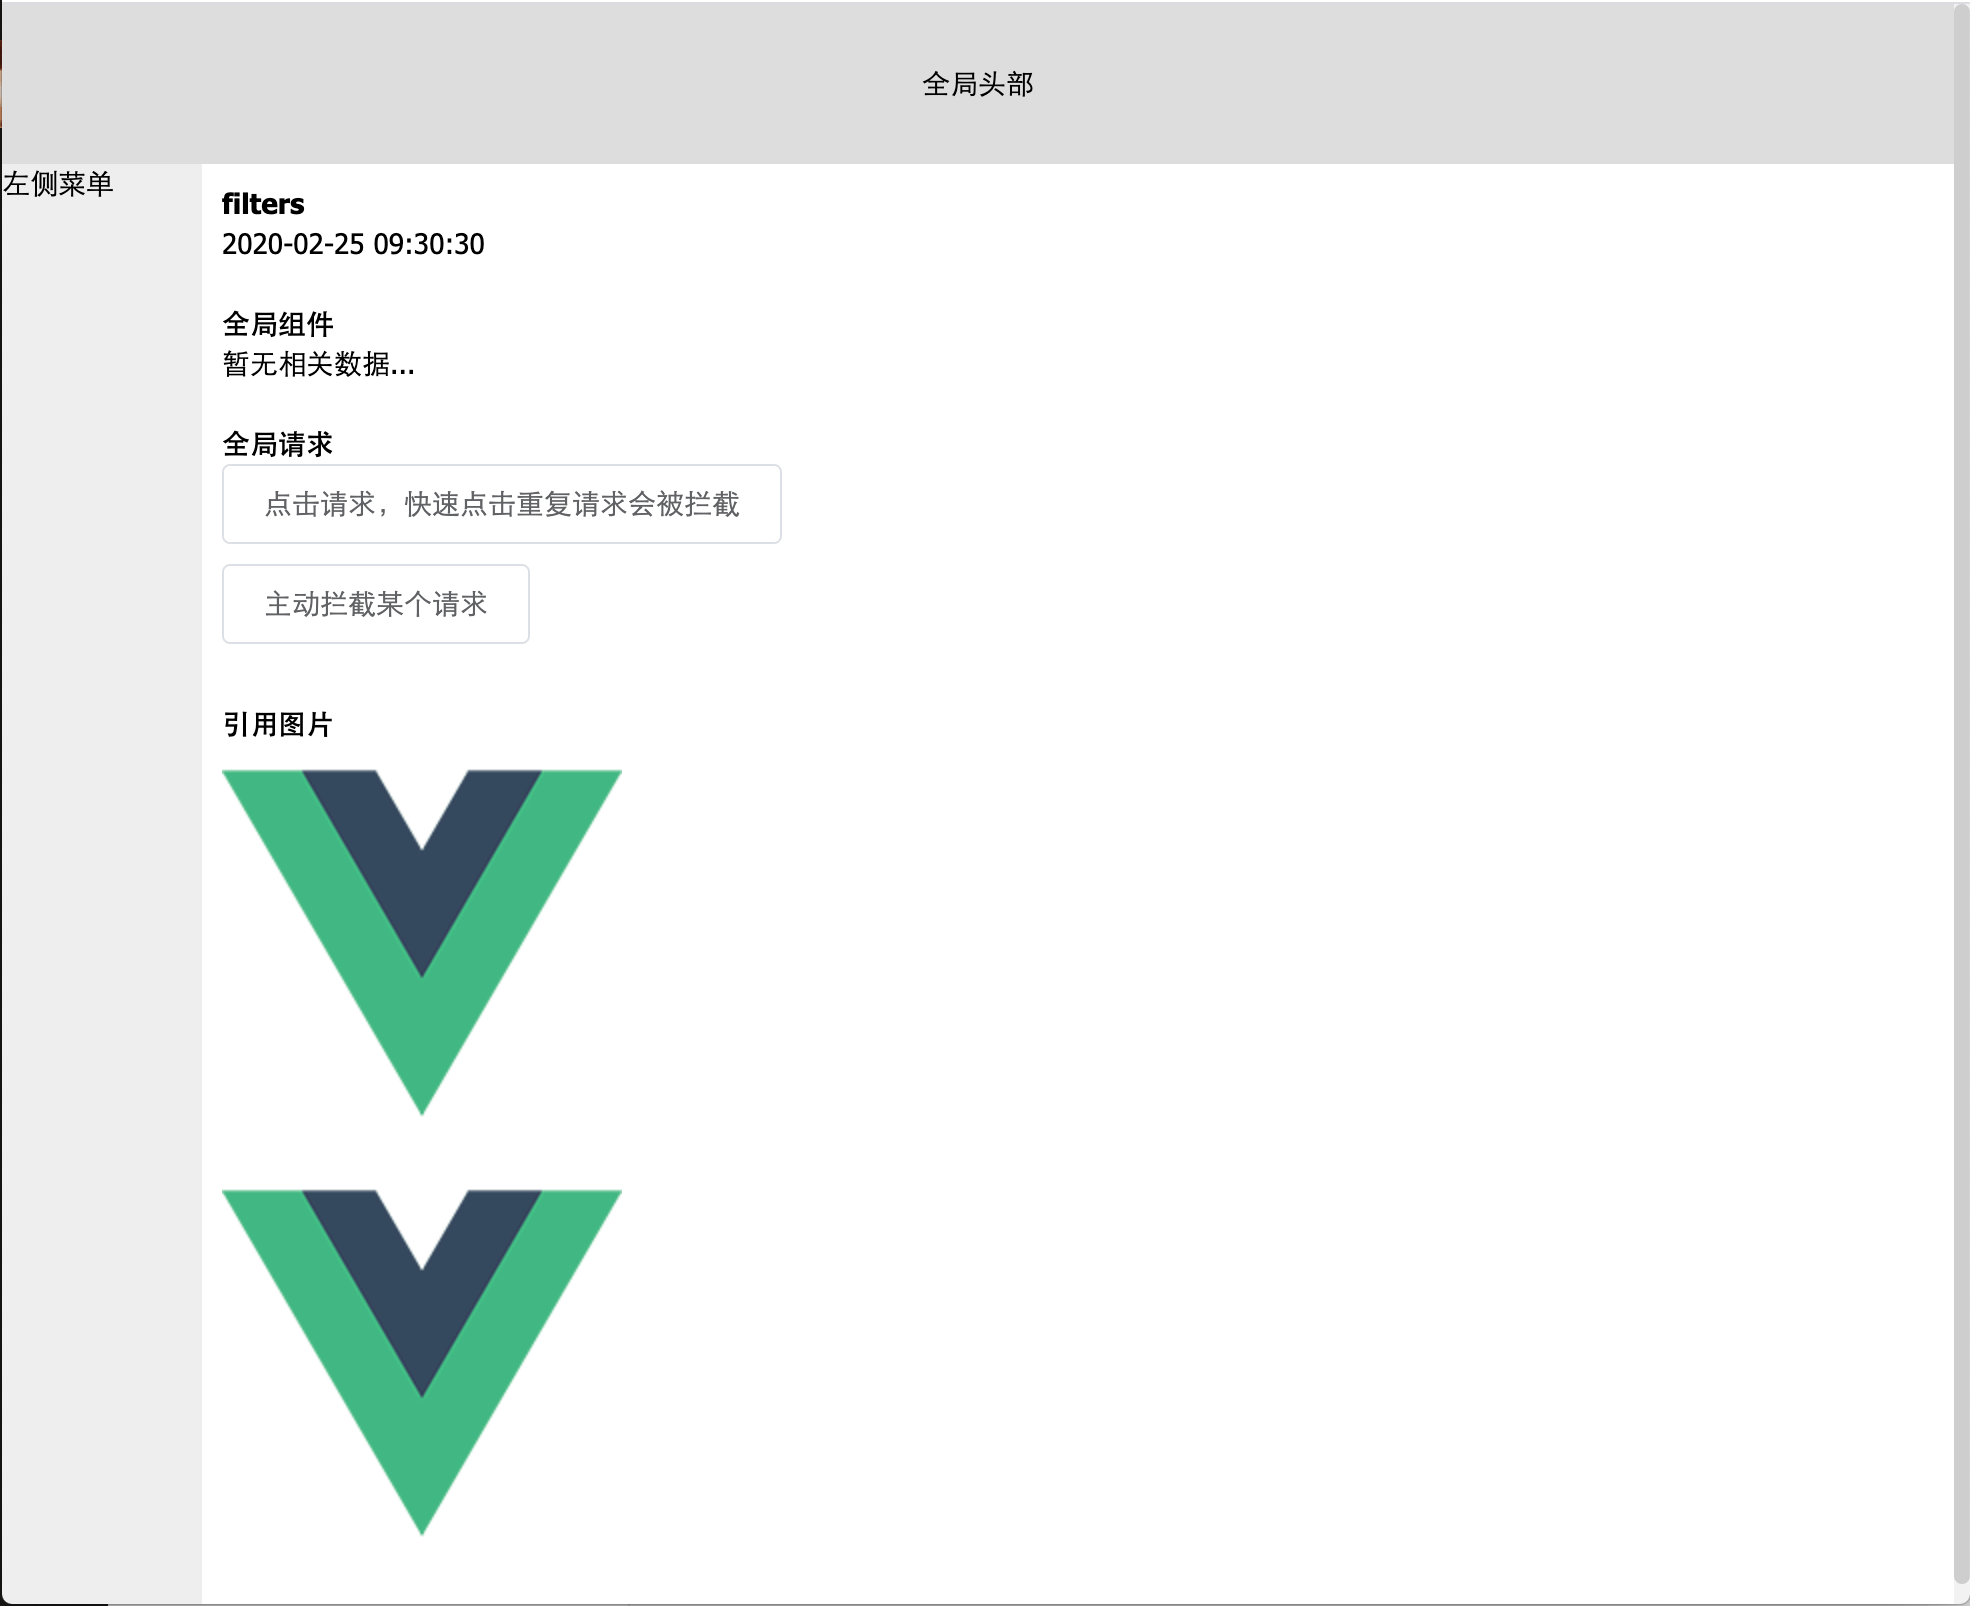 全局头部
左侧菜单
filters
2020-02-25 09:30:30
全局组件
暂无相关数据...
全局请求
点击请求，快速点击重复请求会被拦截
主动拦截某个请求
引用图片